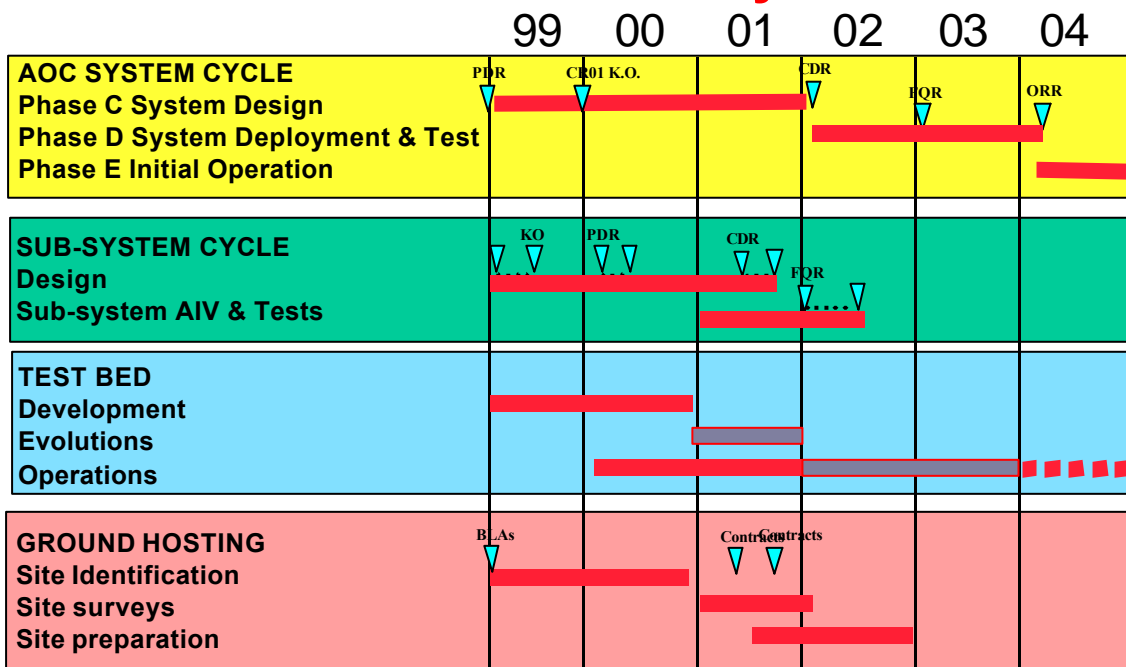 99 00 01 02 03 04
AOC SYSTEM CYCLE
PDR CR01 K.O. CDR
Phase C System Design
FQR ORR
Phase D System Deployment & Test
Phase E Initial Operation
SUB-SYSTEM CYCLE
KO PDR CDR
Design
FQR
Sub-system AIV & Tests
TEST BED
Development
Evolutions
Operations
GROUND HOSTING
BLAs Contracts Contracts
Site Identification
Site surveys
Site preparation